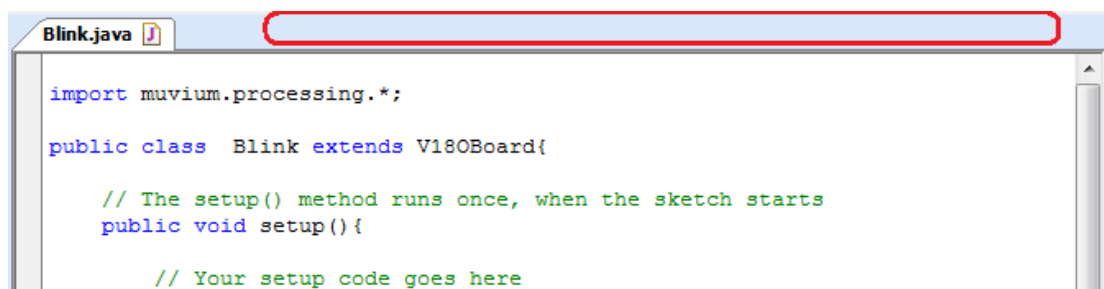 Blink.java J
import muvium.processing.*;
public class  Blink extends V18OBoard{
// The setup() method runs once, when the sketch starts
public void setup(){
// Your setup code goes here